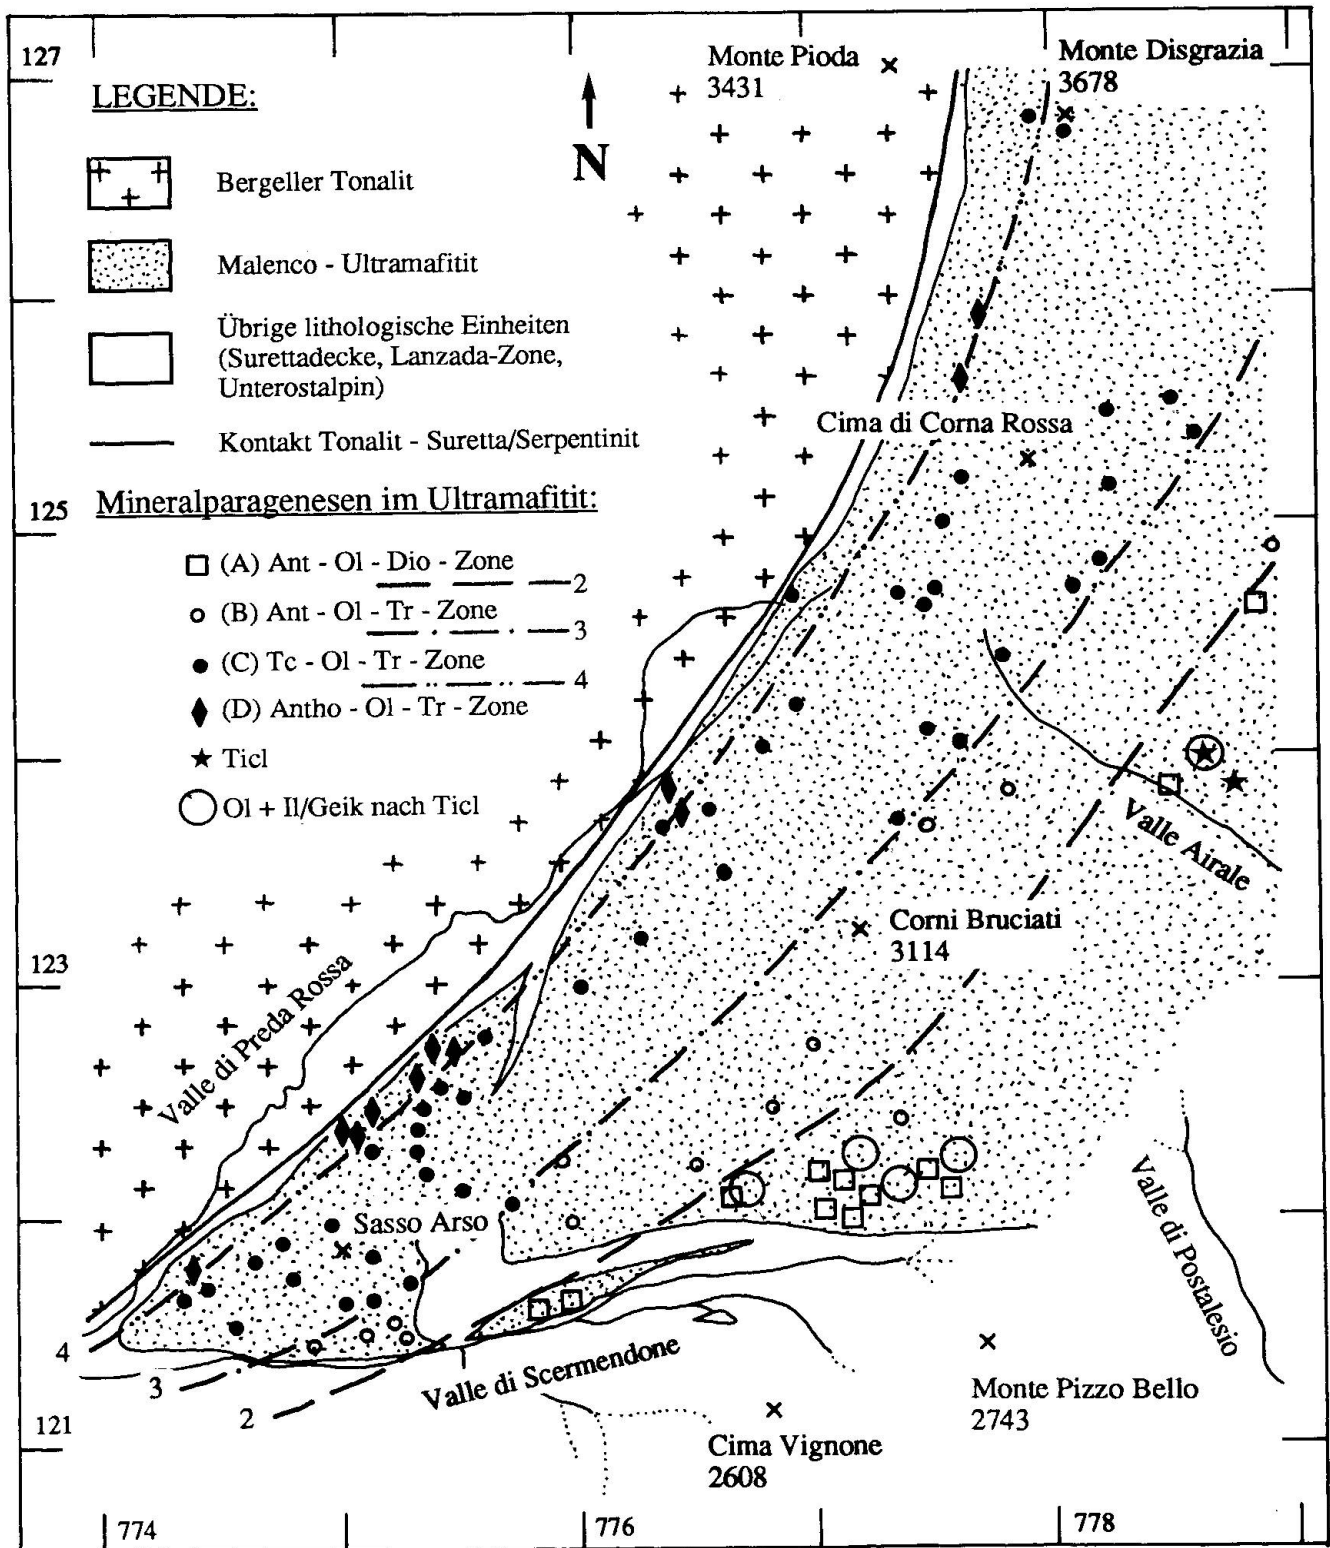 127
Monte Pioda
3431
Monte Disgrazia
3678
LEGENDE:
N
Bergeller Tonalit
Malenco - Ultramafitit
Übrige lithologische Einheiten
(Surettadecke, Lanzada-Zone,
Unterostalpin)
Kontakt Tonalit - Suretta/Serpentinit
Cima di Corna Rossa
125
Mineralparagenesen im Ultramafitit:
(A) Ant - Ol - Dio - Zone
2
(B) Ant - Ol - Tr - Zone
3
(C) Tc - Ol - Tr - Zone
4
(D) Antho - Ol - Tr - Zone
Ticl
Ol + Il/Geik nach Ticl
Valle Airale
Corni Bruciati
3114
123
Valle di Preda Rossa
Sasso Arso
Valle di Postalesio
4
3
2
Valle di Scermendone
Monte Pizzo Bello
2743
121
Cima Vignone
2608
774
776
778